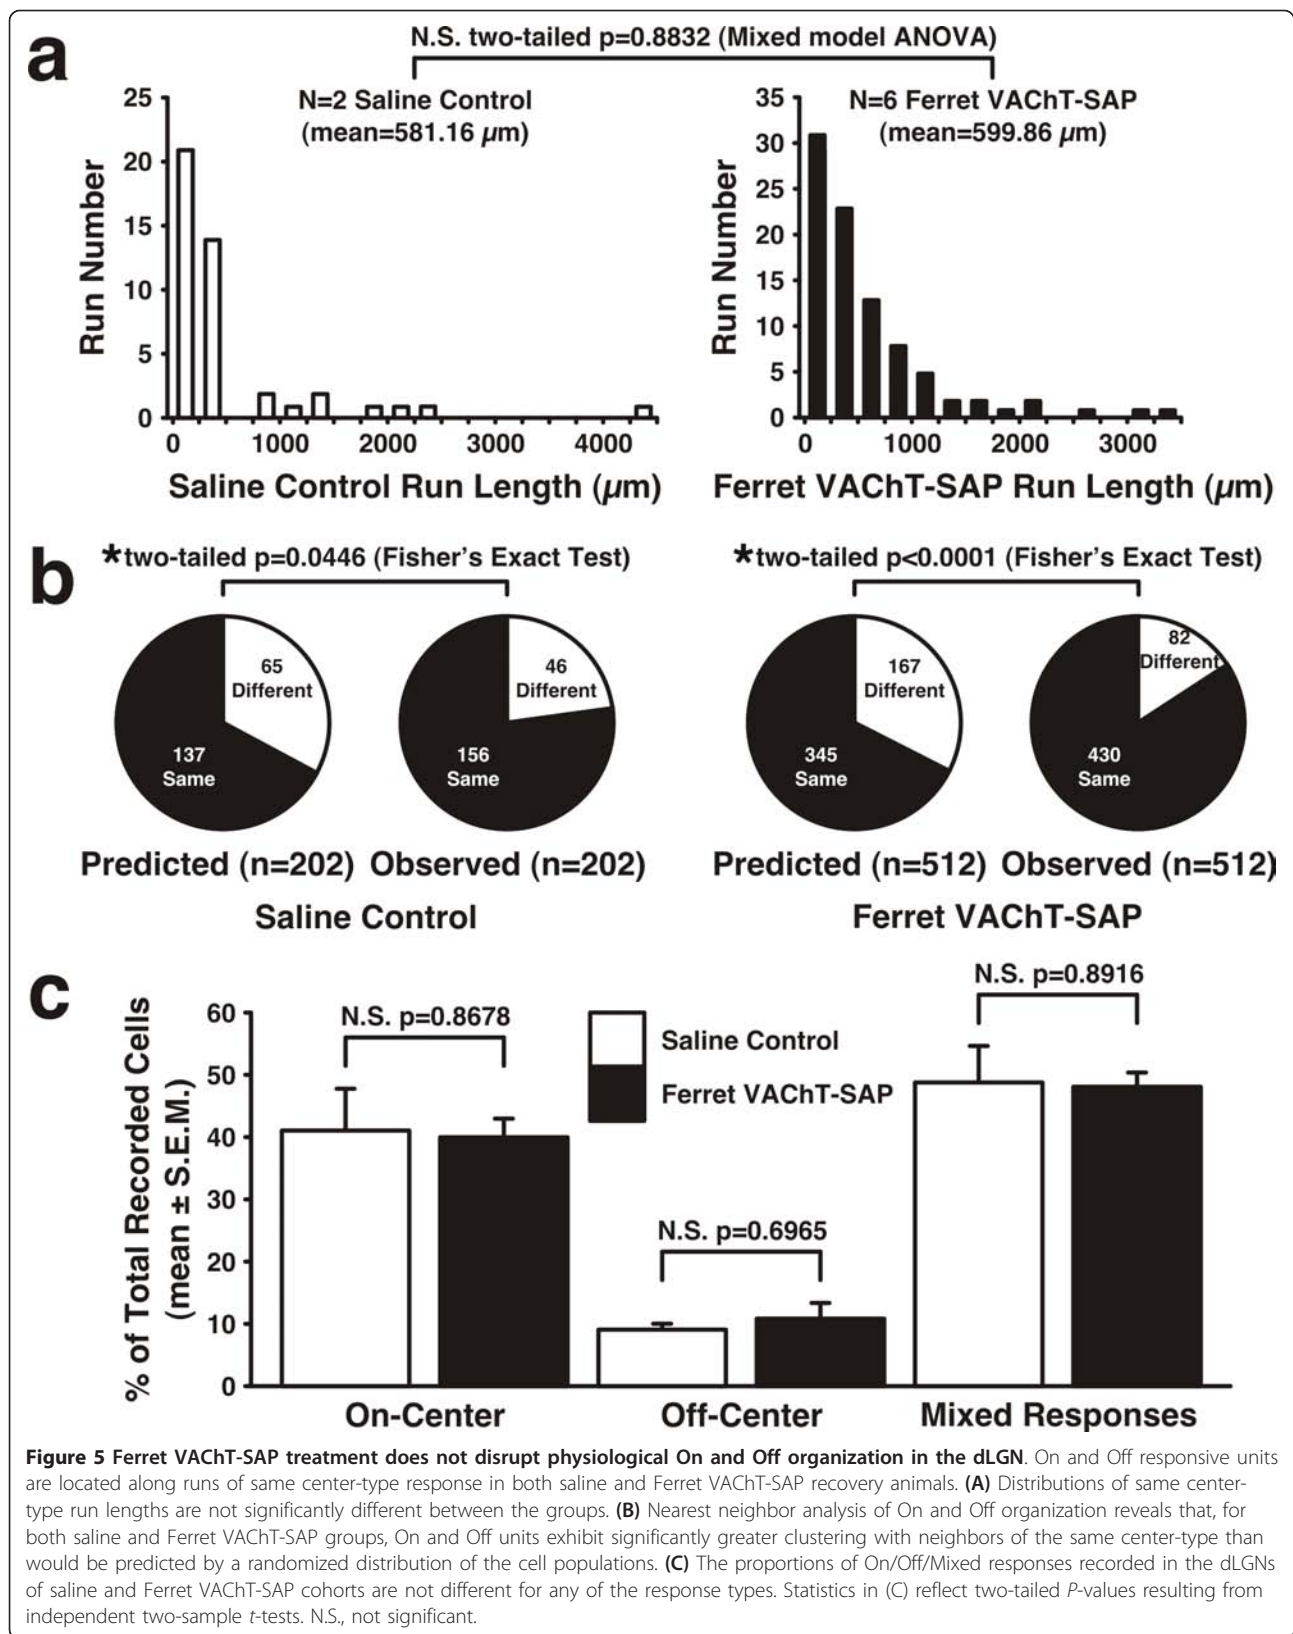 a
N.S. two-tailed p=0.8832 (Mixed model ANOVA)
N=2 Saline Control
(mean=581.16 µm)
Run Number
25
20
15
10
5
0
0 1000 2000 3000 4000
Saline Control Run Length (µm)
N=6 Ferret VAChT-SAP
(mean=599.86 µm)
Run Number
35
30
25
20
15
10
5
0
0 1000 2000 3000
Ferret VAChT-SAP Run Length (µm)
b
*two-tailed p=0.0446 (Fisher's Exact Test)
65
Different
137
Same
46
Different
156
Same
Predicted (n=202) Observed (n=202)
Saline Control
*two-tailed p<0.0001 (Fisher's Exact Test)
167
Different
345
Same
82
Different
430
Same
Predicted (n=512) Observed (n=512)
Ferret VAChT-SAP
c
% of Total Recorded Cells
(mean ± S.E.M.)
60
50
40
30
20
10
0
N.S. p=0.8678
N.S. p=0.6965
N.S. p=0.8916
Saline Control
Ferret VAChT-SAP
On-Center Off-Center Mixed Responses
Figure 5 Ferret VAChT-SAP treatment does not disrupt physiological On and Off organization in the dLGN. On and Off responsive units
are located along runs of same center-type response in both saline and Ferret VAChT-SAP recovery animals. (A) Distributions of same center-
type run lengths are not significantly different between the groups. (B) Nearest neighbor analysis of On and Off organization reveals that, for
both saline and Ferret VAChT-SAP groups, On and Off units exhibit significantly greater clustering with neighbors of the same center-type than
would be predicted by a randomized distribution of the cell populations. (C) The proportions of On/Off/Mixed responses recorded in the dLGNs
of saline and Ferret VAChT-SAP cohorts are not different for any of the response types. Statistics in (C) reflect two-tailed P-values resulting from
independent two-sample t-tests. N.S., not significant.